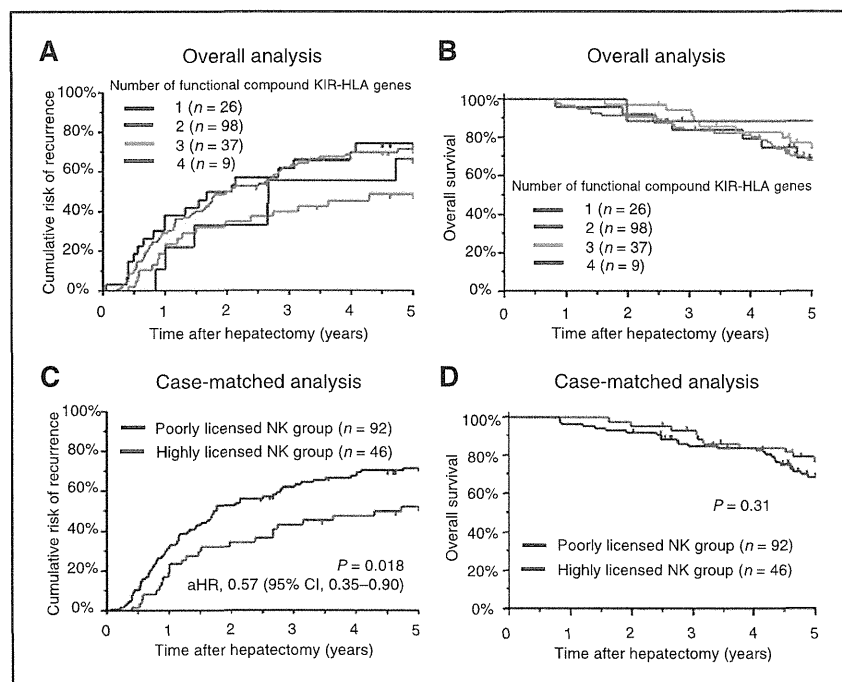 A
Overall analysis
Number of functional compound KIR-HLA genes
1 (n = 26)
2 (n = 98)
3 (n = 37)
4 (n = 9)
100%
80%
60%
40%
20%
0%
Cumulative risk of recurrence
0 1 2 3 4 5
Time after hepatectomy (years)
B
Overall analysis
100%
80%
60%
40%
20%
0%
Overall survival
Number of functional compound KIR-HLA genes
1 (n = 26)
2 (n = 98)
3 (n = 37)
4 (n = 9)
0 1 2 3 4 5
Time after hepatectomy (years)
C
Case-matched analysis
100%
80%
60%
40%
20%
0%
Cumulative risk of recurrence
Poorly licensed NK group (n = 92)
Highly licensed NK group (n = 46)
P = 0.018
aHR, 0.57 (95% CI, 0.35–0.90)
0 1 2 3 4 5
Time after hepatectomy (years)
D
Case-matched analysis
100%
80%
60%
40%
20%
0%
Overall survival
P = 0.31
Poorly licensed NK group (n = 92)
Highly licensed NK group (n = 46)
0 1 2 3 4 5
Time after hepatectomy (years)